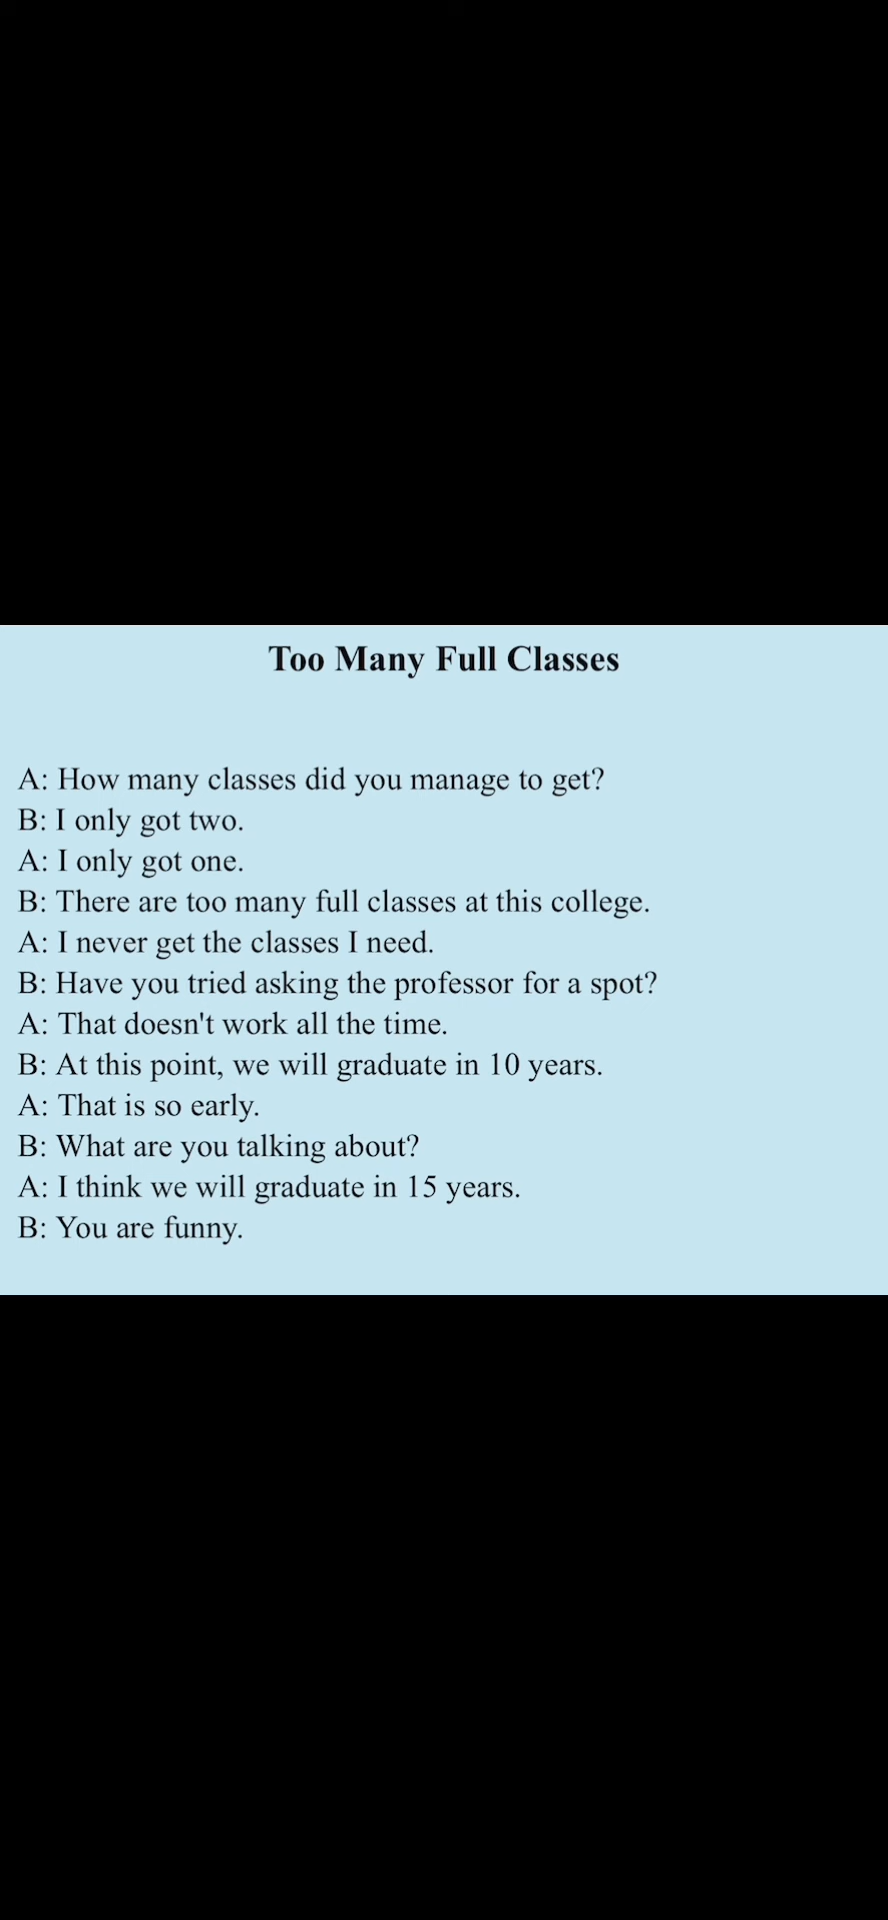 Too Many Full Classes
A: How many classes did you manage to get?
B: I only got two.
A: I only got one.
B: There are too many full classes at this college.
A: I never get the classes I need.
B: Have you tried asking the professor for a spot?
A: That doesn't work all the time.
B: At this point, we will graduate in 10 years.
A: That is so early.
B: What are you talking about?
A: I think we will graduate in 15 years.
B: You are funny.